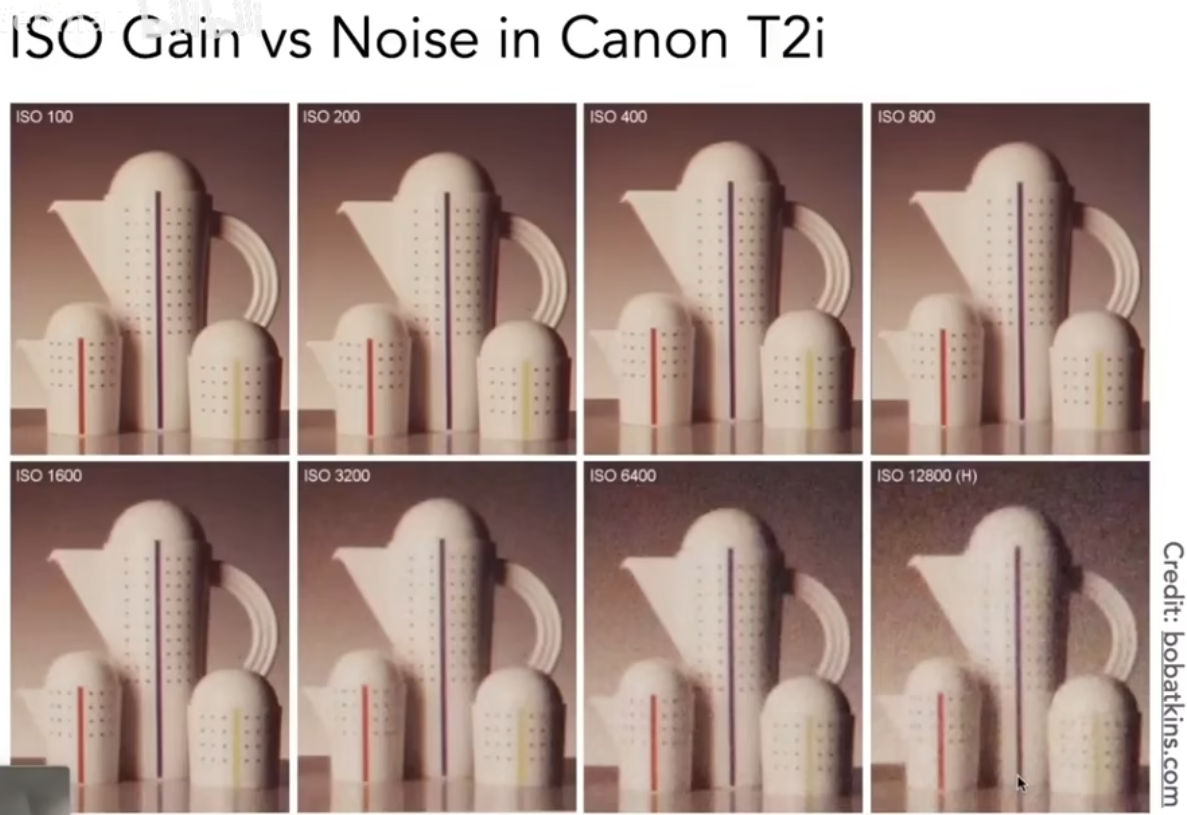 ISO Gain vs Noise in Canon T2i
ISO 100
ISO 200
ISO 400
ISO 800
ISO 1600
ISO 3200
ISO 6400
ISO 12800 (H)
Credit: bobatkins.com